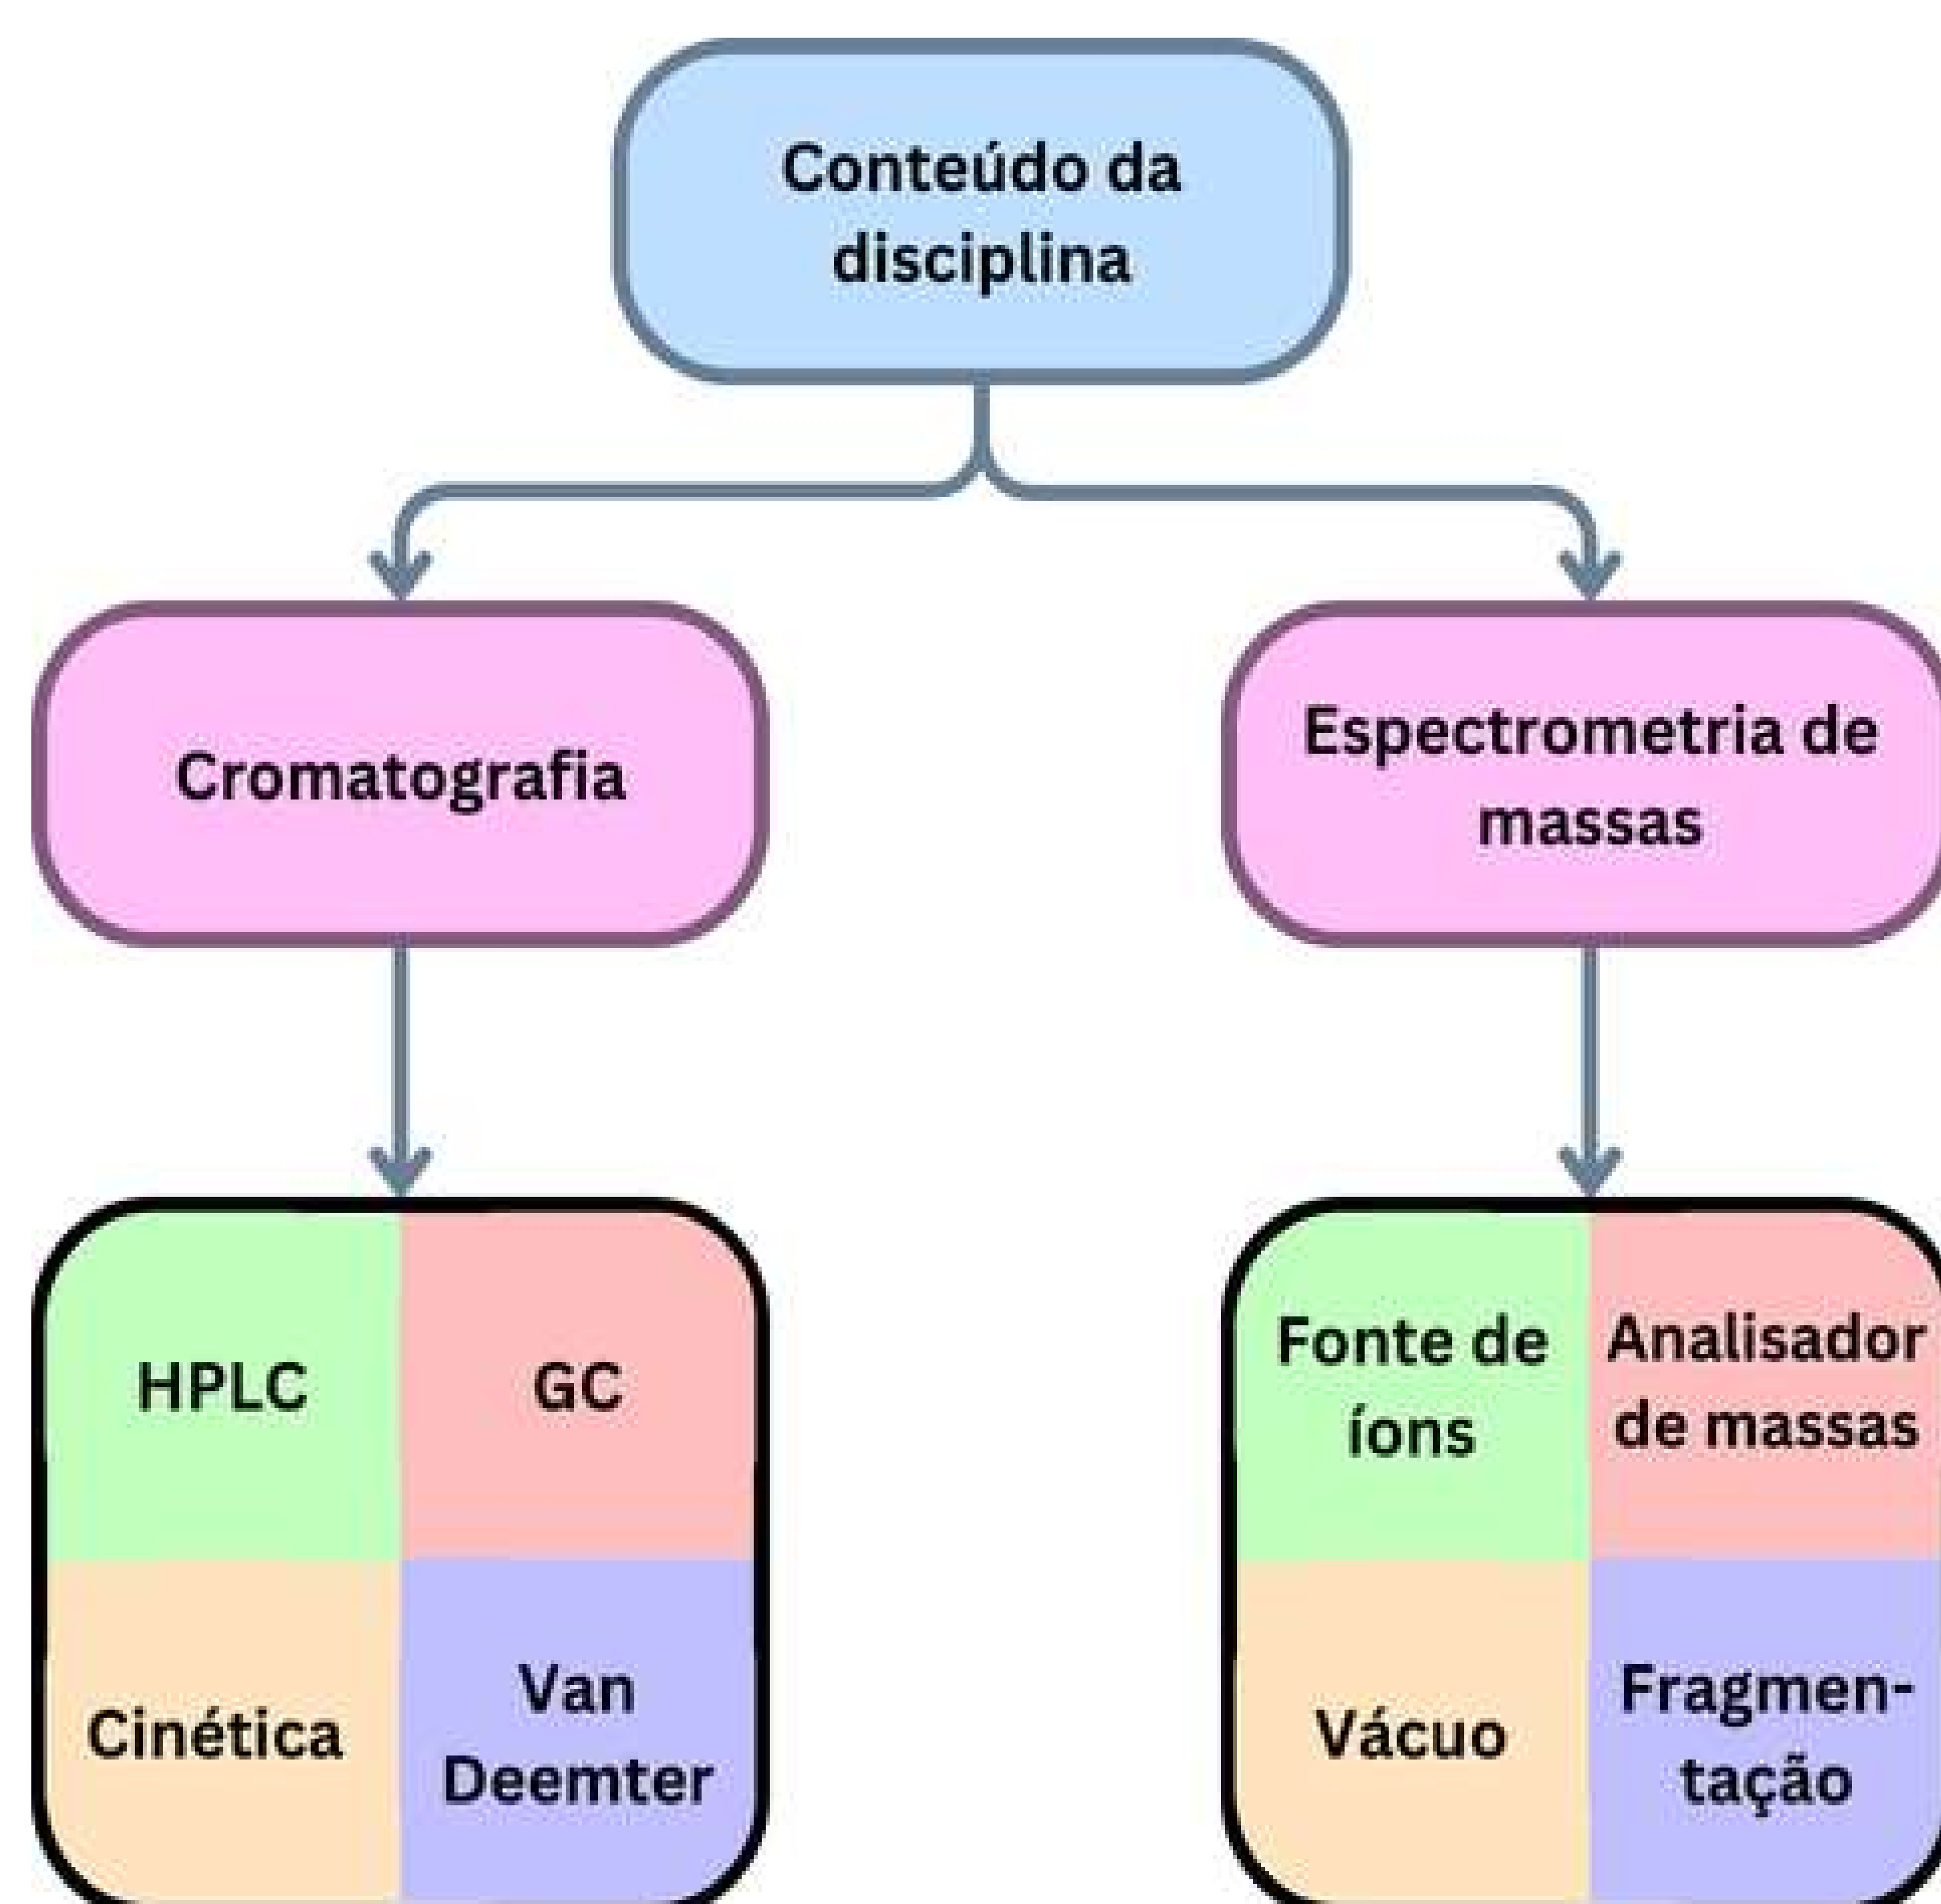 Conteúdo da
disciplina
Cromatografia
Espectrometria de
massas
HPLC
GC
Cinética
Van
Deemter
Fonte de
íons
Analisador
de massas
Vácuo
Fragmen-
tação